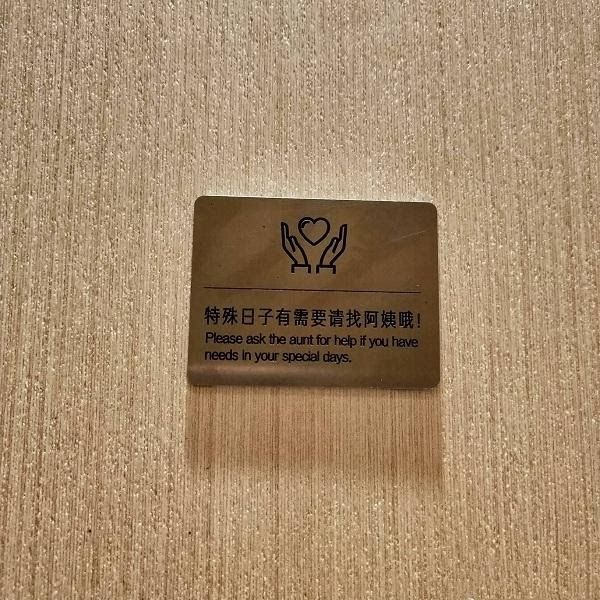 特殊日子有需要请找阿姨哦!
Please ask the aunt for help if you have
needs in your special days.